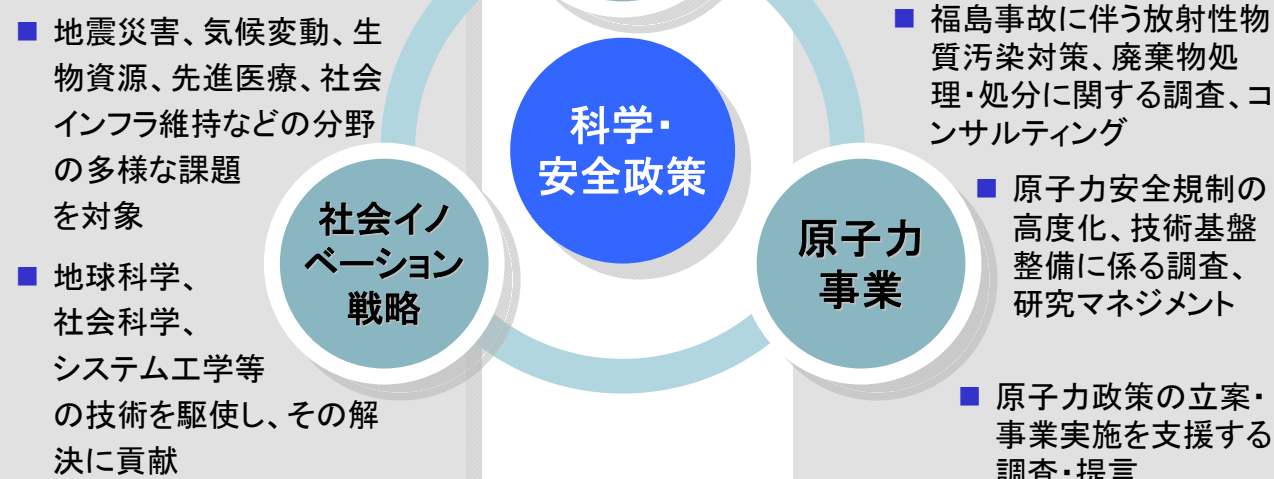 ■ 地震災害、気候変動、生
物資源、先進医療、社会
インフラ維持などの分野
の多様な課題
を対象
■ 地球科学、
社会科学、
システム工学等
の技術を駆使し、その解
決に貢献
社会イノ
ベーション
戦略
科学・
安全政策
原子力
事業
■ 福島事故に伴う放射性物
質汚染対策、廃棄物処
理・処分に関する調査、コ
ンサルティング
■ 原子力安全規制の
高度化、技術基盤
整備に係る調査、
研究マネジメント
■ 原子力政策の立案・
事業実施を支援する
調査・提言